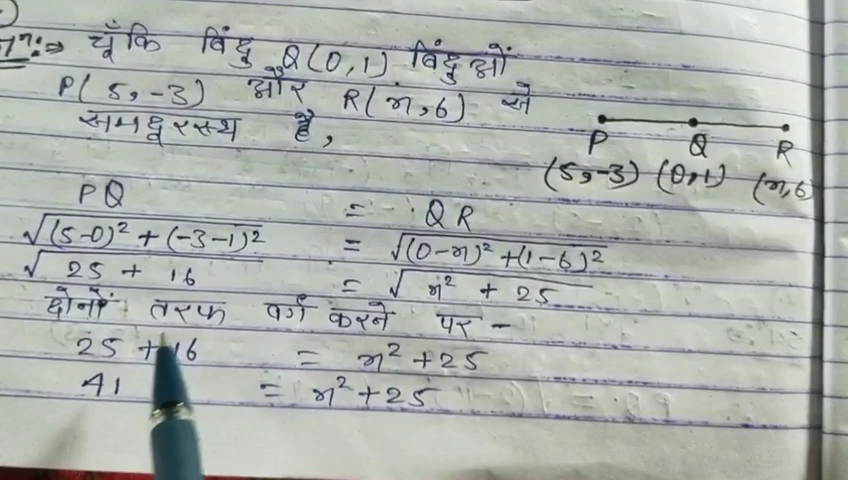 चूँकि बिंदु Q(0,1) बिंदुओं
P(5,-3) और R(x,6) से
समदूरस्थ है,
P Q R
(5,-3) (0,1) (x,6)
PQ = QR
√(5-0)² + (-3-1)² = √(0-x)² + (1-6)²
√25 + 16 = √x² + 25
दोनों तरफ वर्ग करने पर -
25 + 16 = x² + 25
41 = x² + 25